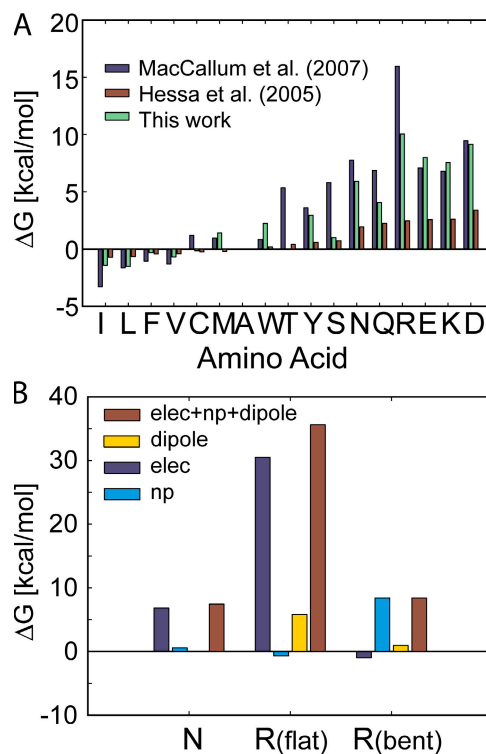 A
20
15
10
5
0
-5
ΔG [kcal/mol]
MacCallum et al. (2007)
Hessa et al. (2005)
This work
I L F V C M A W T Y S N Q R E K D
Amino Acid
B
40
30
20
10
0
-10
ΔG [kcal/mol]
elec+np+dipole
dipole
elec
np
N R(flat) R(bent)